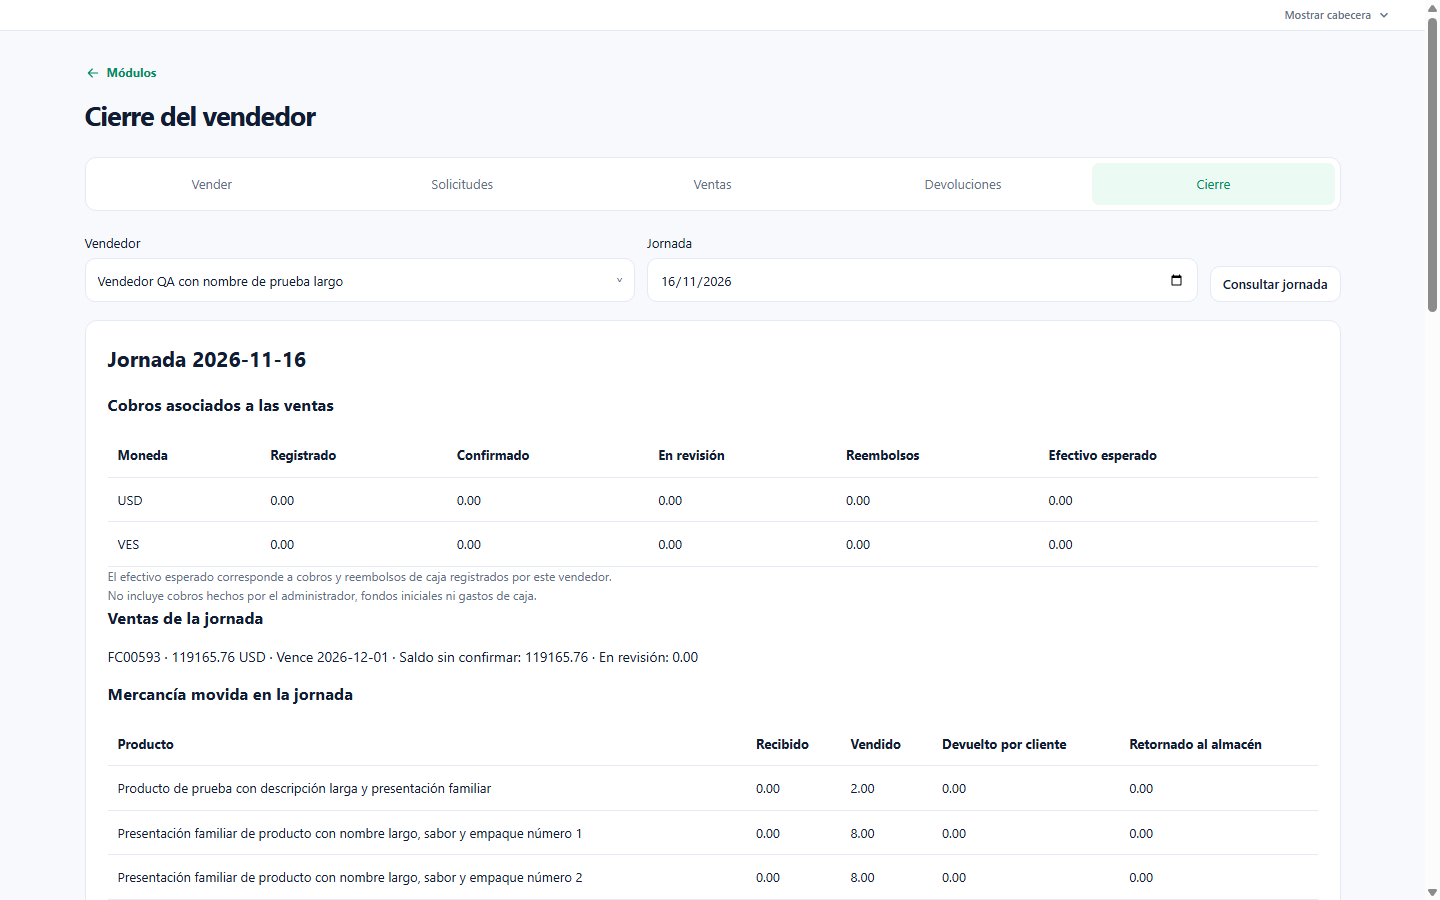 Mostrar cabecera
Módulos
Cierre del vendedor
Vender Solicitudes Ventas Devoluciones Cierre
Vendedor Jornada
Vendedor QA con nombre de prueba largo 16/11/2026 Consultar jornada
Jornada 2026-11-16
Cobros asociados a las ventas
Moneda Registrado Confirmado En revisión Reembolsos Efectivo esperado
USD 0.00 0.00 0.00 0.00 0.00
VES 0.00 0.00 0.00 0.00 0.00
El efectivo esperado corresponde a cobros y reembolsos de caja registrados por este vendedor.
No incluye cobros hechos por el administrador, fondos iniciales ni gastos de caja.
Ventas de la jornada
FC00593 · 119165.76 USD · Vence 2026-12-01 · Saldo sin confirmar: 119165.76 · En revisión: 0.00
Mercancía movida en la jornada
Producto Recibido Vendido Devuelto por cliente Retornado al almacén
Producto de prueba con descripción larga y presentación familiar 0.00 2.00 0.00 0.00
Presentación familiar de producto con nombre largo, sabor y empaque número 1 0.00 8.00 0.00 0.00
Presentación familiar de producto con nombre largo, sabor y empaque número 2 0.00 8.00 0.00 0.00